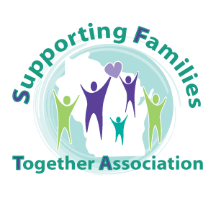 Supporting Families
Together Association